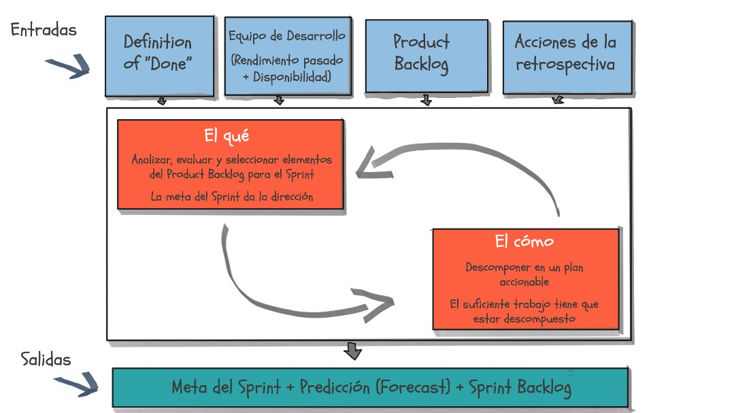 Entradas
Definition
of "Done"
Equipo de Desarrollo
(Rendimiento pasado
+ Disponibilidad)
Product
Backlog
Acciones de la
retrospectiva
El qué
Analizar, evaluar y seleccionar elementos
del Product Backlog para el Sprint
La meta del Sprint da la dirección
El cómo
Descomponer en un plan
accionable
El suficiente trabajo tiene que
estar descompuesto
Salidas
Meta del Sprint + Predicción (Forecast) + Sprint Backlog